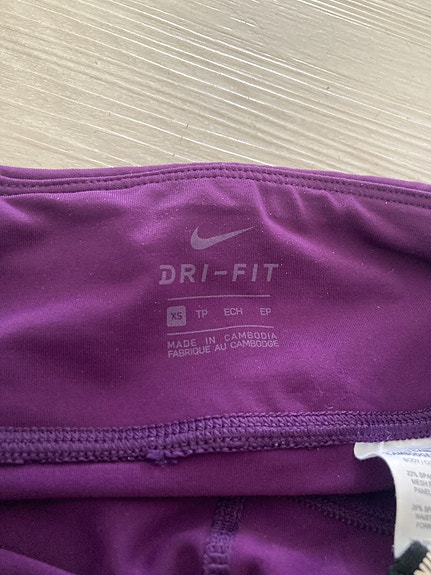 DRI-FIT
XS TP ECH EP
MADE IN CAMBODIA
FABRIQUE AU CAMBODGE